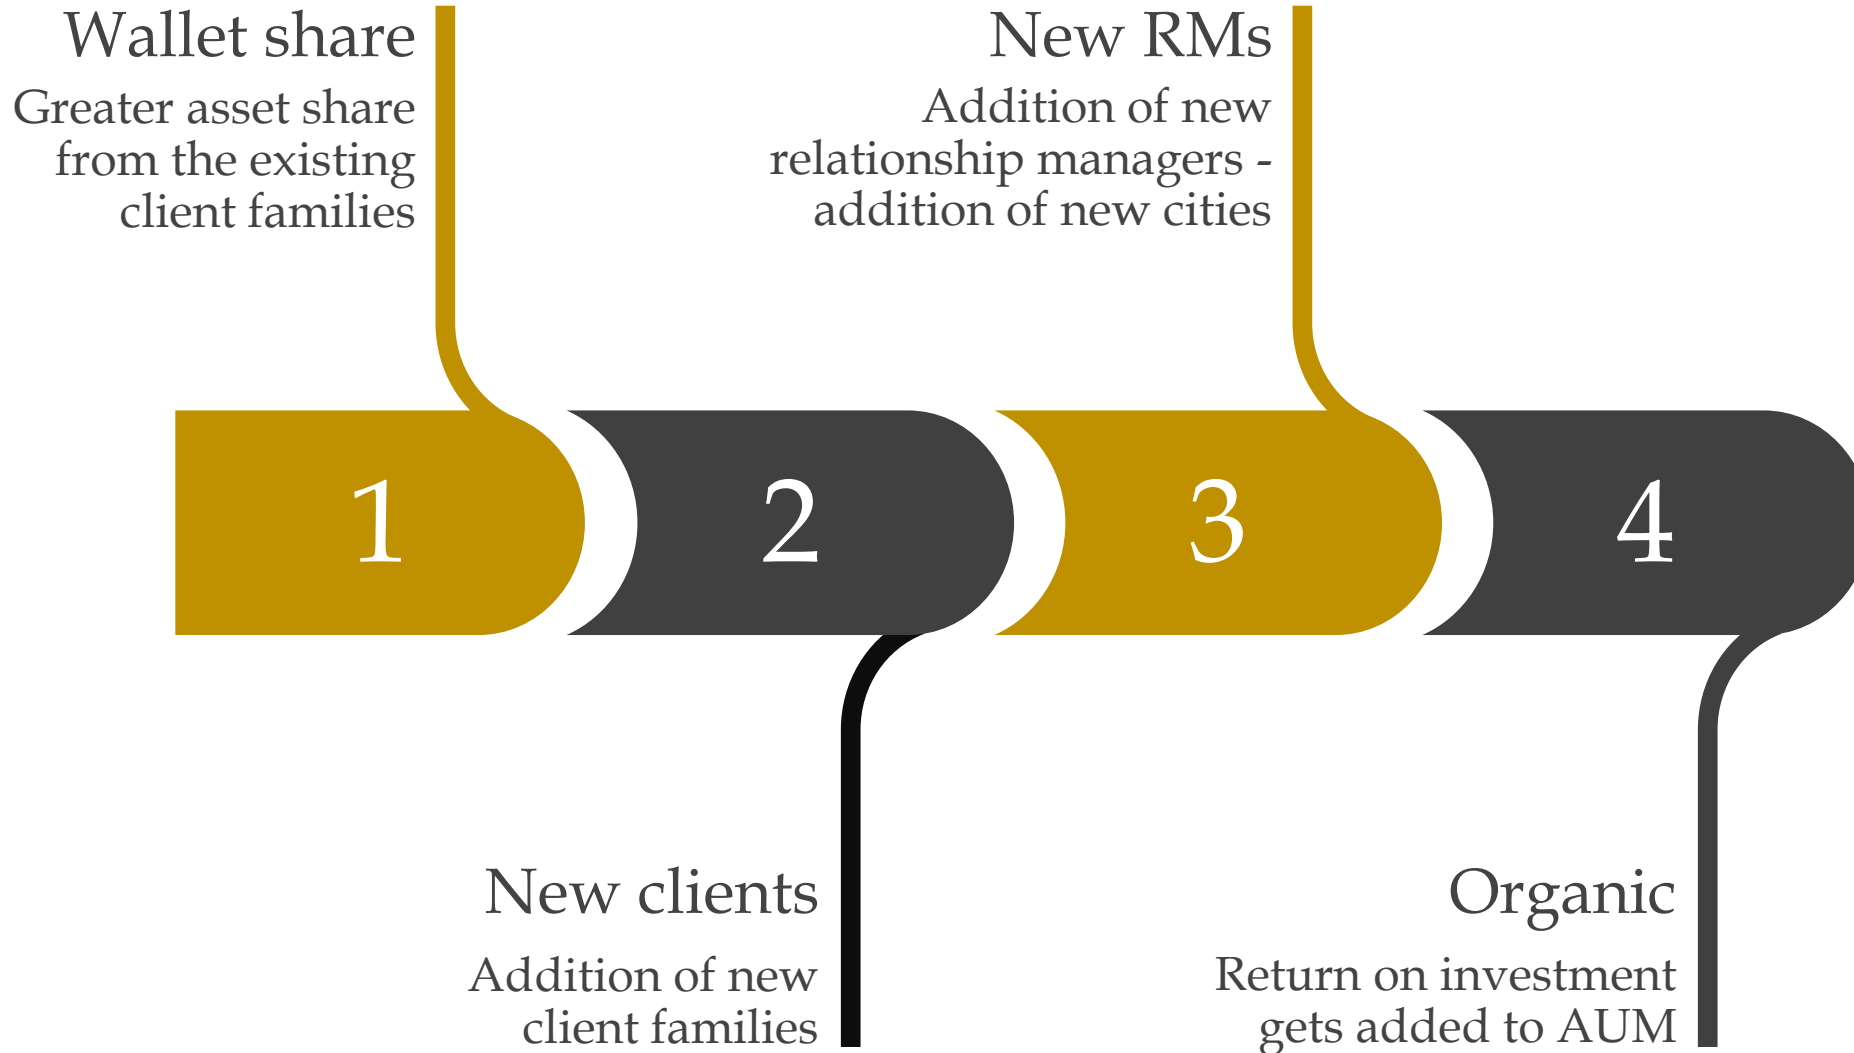 Wallet share
Greater asset share
from the existing
client families
New RMs
Addition of new
relationship managers -
addition of new cities
1
2
3
4
New clients
Addition of new
client families
Organic
Return on investment
gets added to AUM